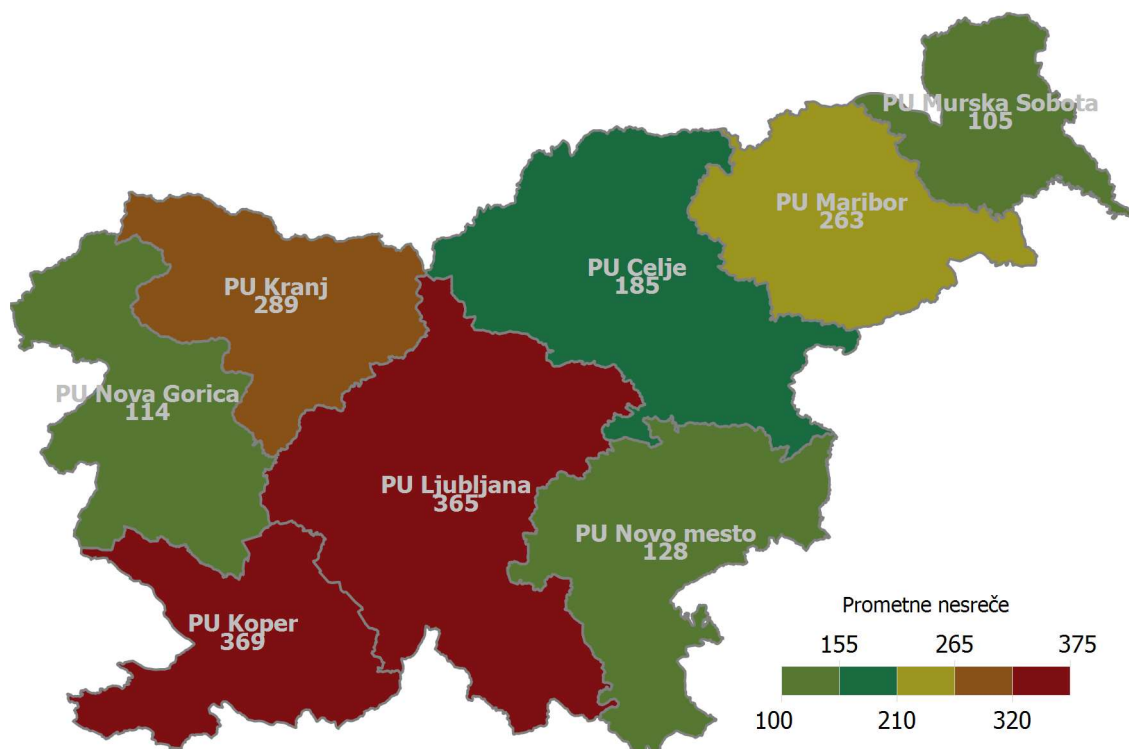 PU Murska Sobota
105
PU Maribor
263
PU Celje
185
PU Kranj
289
PU Nova Gorica
114
PU Ljubljana
365
PU Novo mesto
128
PU Koper
369
Prometne nesreče
155 265 375
100 210 320